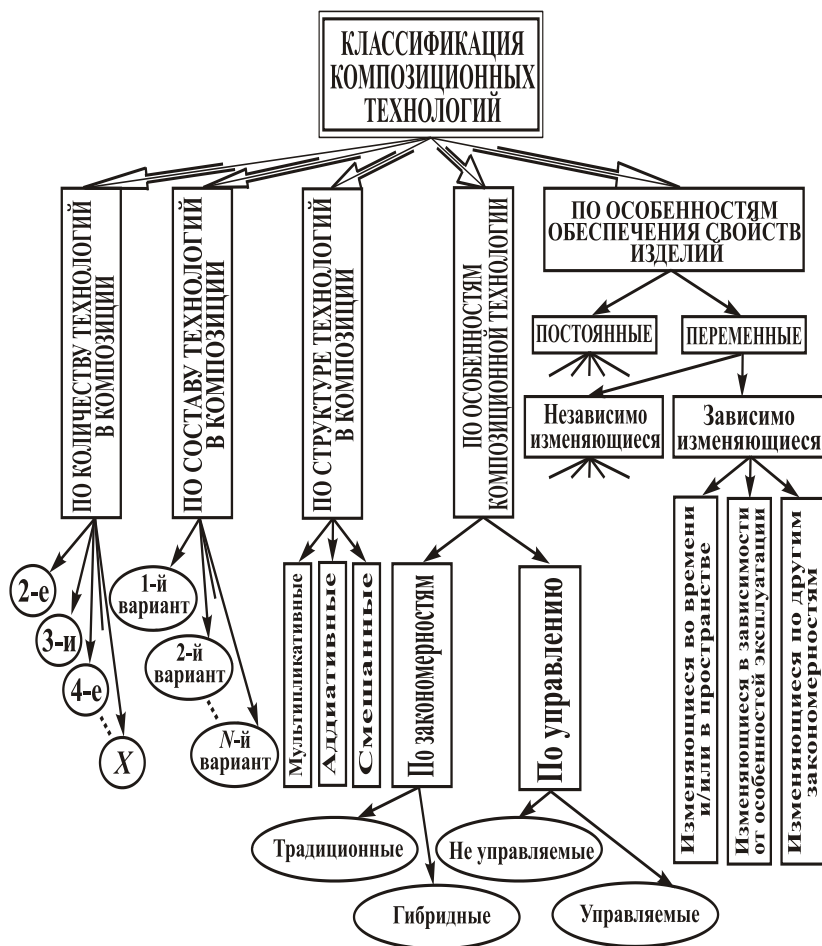 КЛАССИФИКАЦИЯ
КОМПОЗИЦИОННЫХ
ТЕХНОЛОГИЙ
ПО КОЛИЧЕСТВУ ТЕХНОЛОГИЙ
В КОМПОЗИЦИИ
ПО СОСТАВУ ТЕХНОЛОГИЙ
В КОМПОЗИЦИИ
ПО СТРУКТУРЕ ТЕХНОЛОГИЙ
В КОМПОЗИЦИИ
ПО ОСОБЕННОСТЯМ
КОМПОЗИЦИОННОЙ ТЕХНОЛОГИИ
ПО ОСОБЕННОСТЯМ
ОБЕСПЕЧЕНИЯ СВОЙСТВ
ИЗДЕЛИЙ
ПОСТОЯННЫЕ
ПЕРЕМЕННЫЕ
Независимо
изменяющиеся
Зависимо
изменяющиеся
2-е
3-и
4-е
X
1-й
вариант
2-й
вариант
N-й
вариант
Мультипликативные
Аддиативные
Смешанные
По закономерностям
По управлению
Изменяющиеся во времени
и/или в пространстве
Изменяющиеся в зависимости
от особенностей эксплуатации
Изменяющиеся по другим
закономерностям
Традиционные
Не управляемые
Гибридные
Управляемые